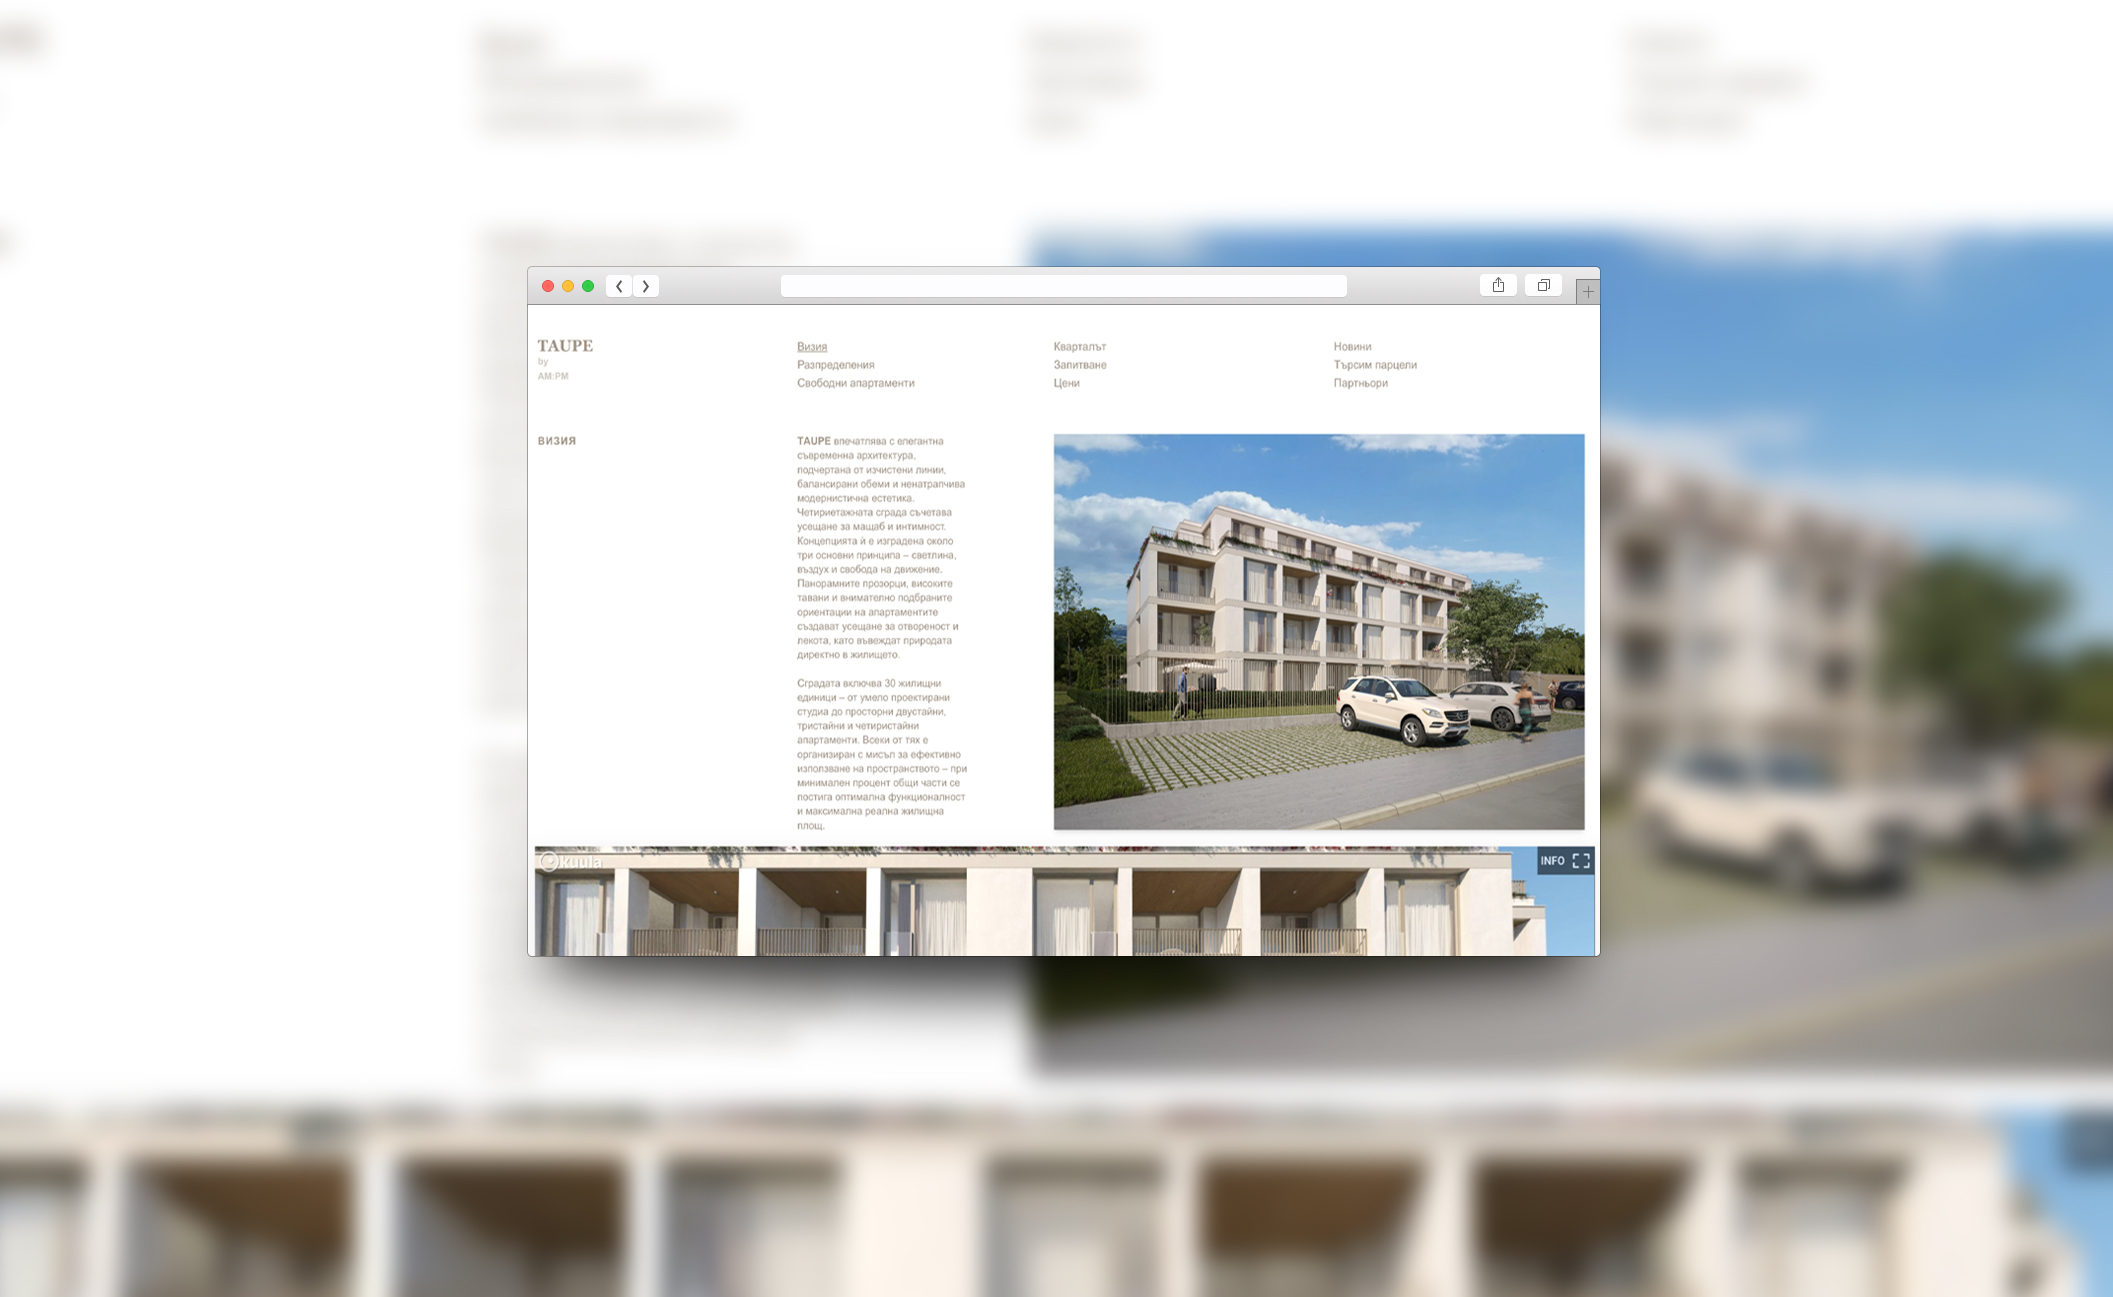 TAUPE
by
AM:PM
Визия
Разпределения
Свободни апартаменти
Кварталът
Запитване
Цени
Новини
Търсим парцели
Партньори
ВИЗИЯ
TAUPE впечатлява с елегантна
съвременна архитектура,
подчертана от изчистени линии,
балансирани обеми и ненатрапчива
модернистична естетика.
Четириетажната сграда съчетава
усещане за мащаб и интимност.
Концепцията ѝ е изградена около
три основни принципа – светлина,
въздух и свобода на движение.
Панорамните прозорци, високите
тавани и внимателно подбраните
ориентации на апартаментите
създават усещане за отвореност и
лекота, като въвеждат природата
директно в жилището.
Сградата включва 30 жилищни
единици – от умело проектирани
студиа до просторни двустайни,
тристайни и четиристайни
апартаменти. Всеки от тях е
организиран с мисъл за ефективно
използване на пространството – при
минимален процент общи части се
постига оптимална функционалност
и максимална реална жилищна
площ.
kuula
INFO